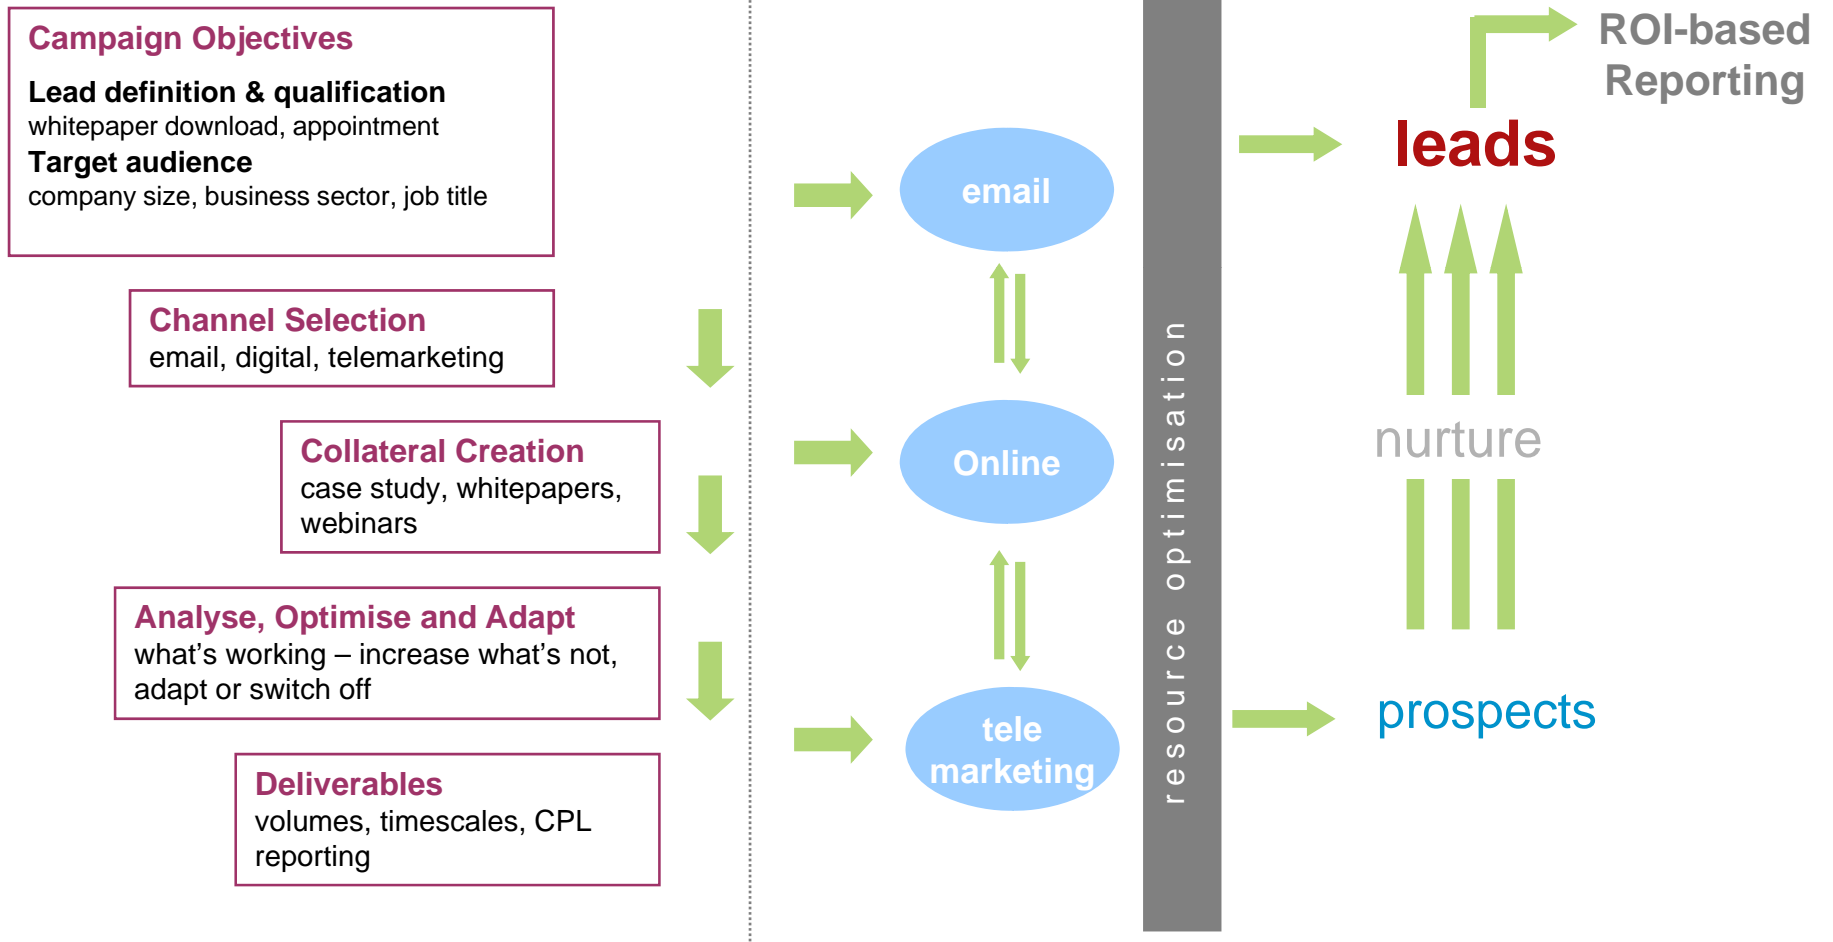 Campaign Objectives
Lead definition & qualification
whitepaper download, appointment
Target audience
company size, business sector, job title
Channel Selection
email, digital, telemarketing
Collateral Creation
case study, whitepapers,
webinars
Analyse, Optimise and Adapt
what’s working – increase what’s not,
adapt or switch off
Deliverables
volumes, timescales, CPL
reporting
email
Online
tele
marketing
resource optimisation
ROI-based
Reporting
leads
nurture
prospects